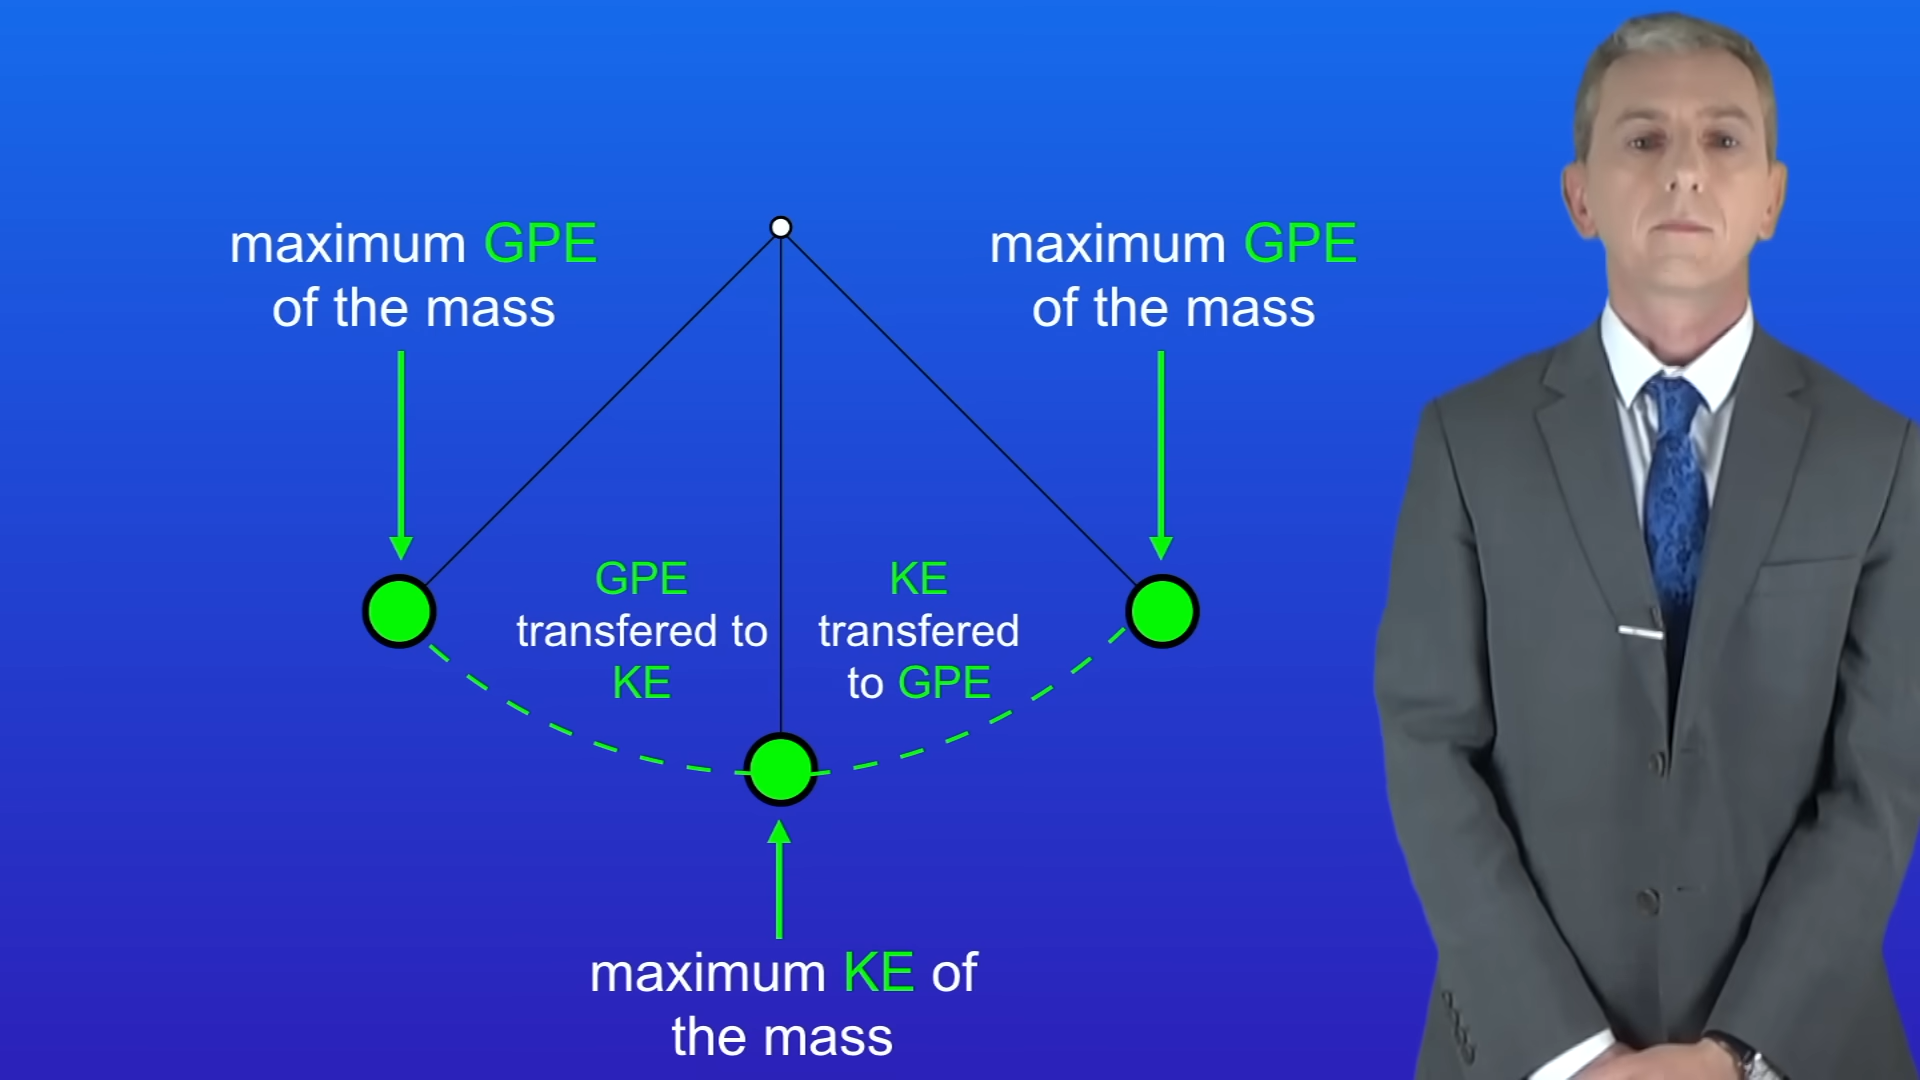 maximum GPE
of the mass
maximum GPE
of the mass
GPE
transfered to
KE
KE
transfered
to GPE
maximum KE of
the mass